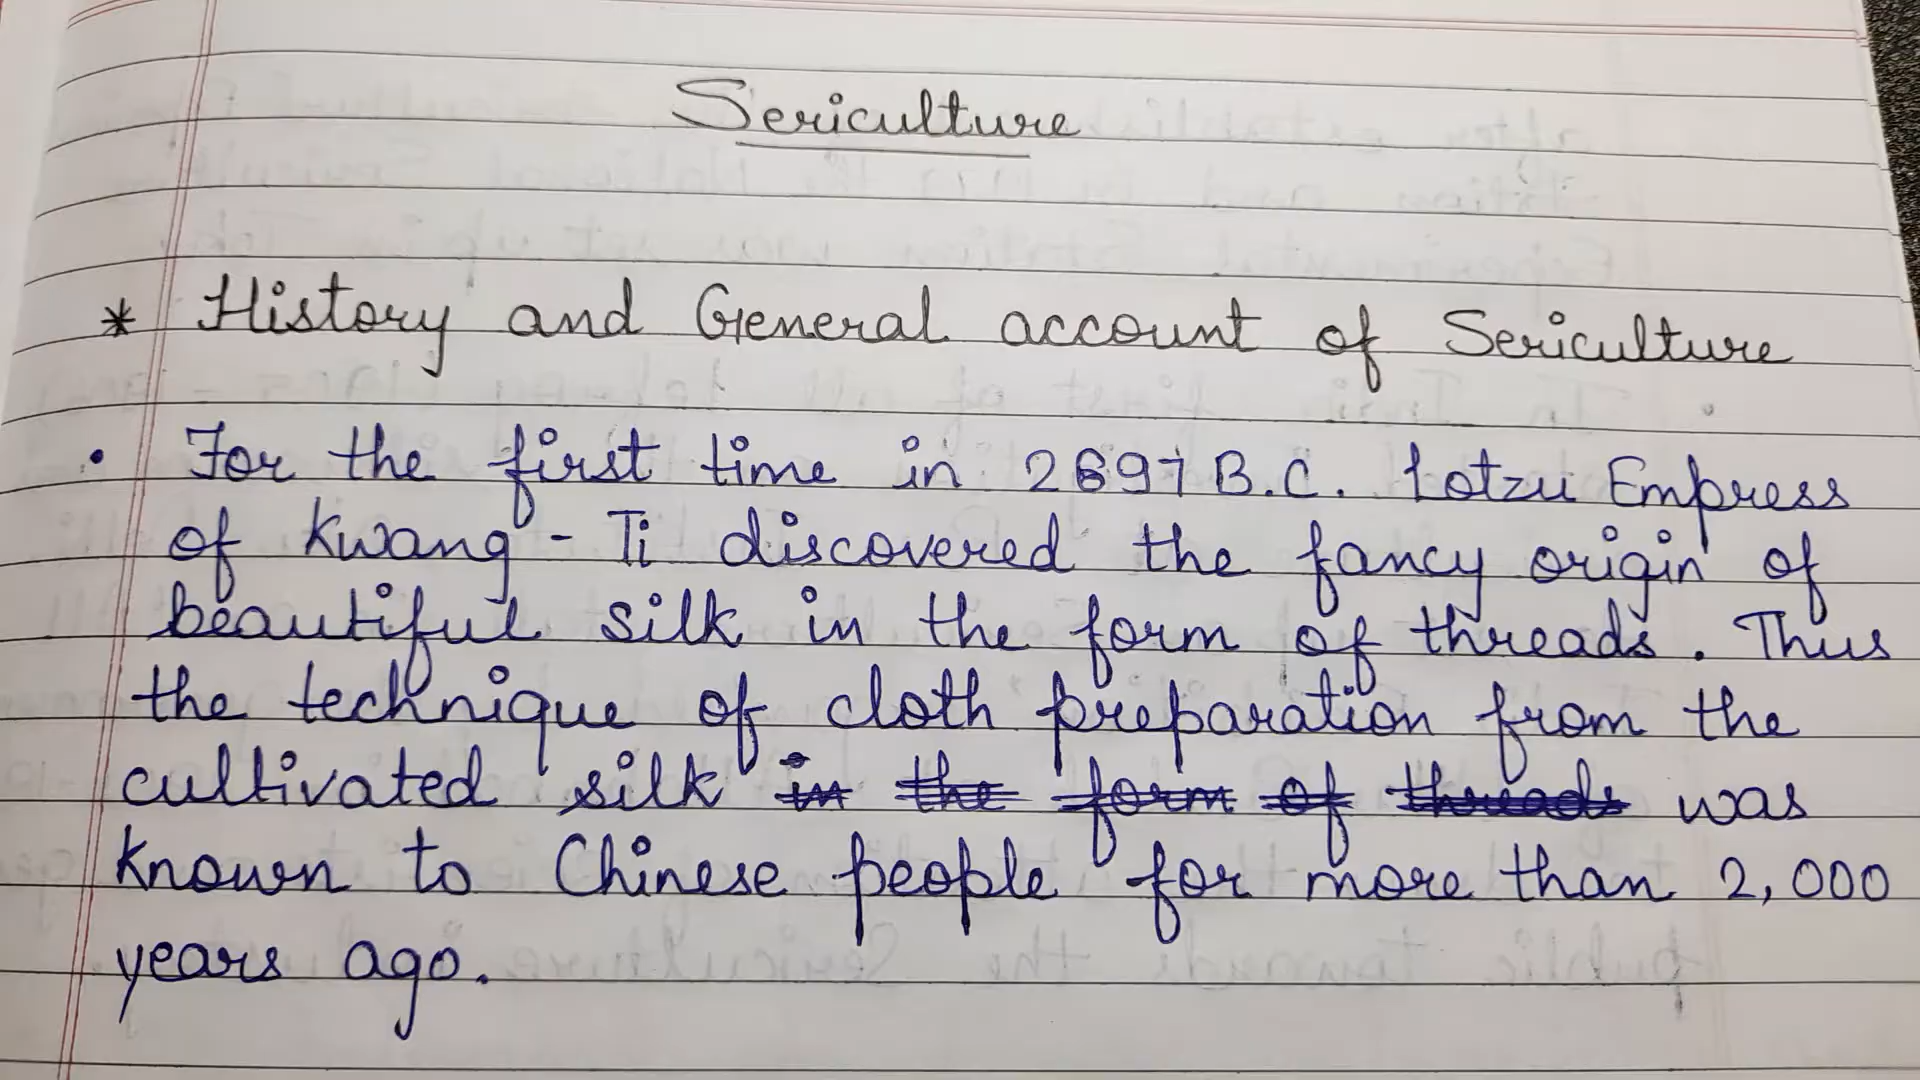 Sericulture
* History and General account of Sericulture
• For the first time in 2697 B.C. Lotzu Empress
of Kwang - Ti discovered the fancy origin of
beautiful silk in the form of threads. Thus
the technique of cloth preparation from the
cultivated silk in the form of threads was
known to Chinese people for more than 2,000
years ago.